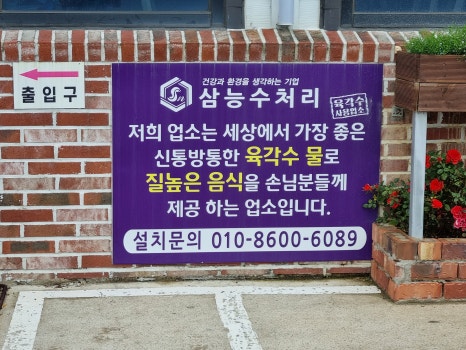 출입구
건강과 환경을 생각하는 기업
삼능수처리
육각수
사용업소
저희 업소는 세상에서 가장 좋은
신통방통한 육각수 물로
질높은 음식을 손님분들께
제공 하는 업소입니다.
설치문의 010-8600-6089